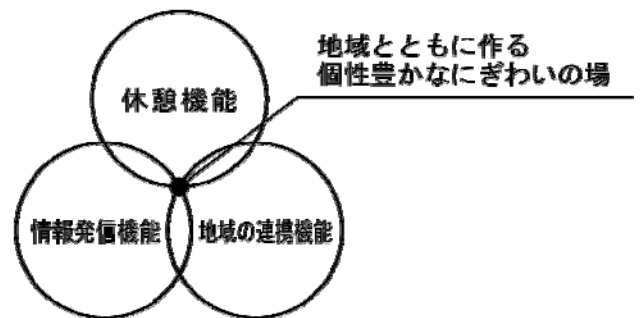 地域とともに作る
個性豊かなにぎわいの場
休憩機能
情報発信機能
地域の連携機能